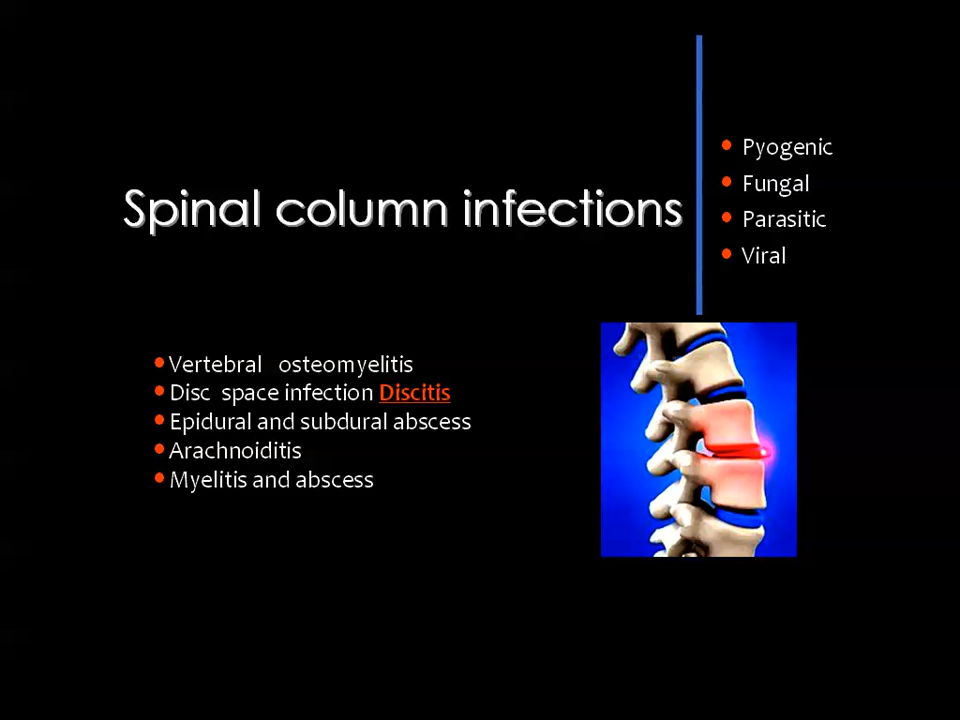 Spinal column infections
• Pyogenic
• Fungal
• Parasitic
• Viral
• Vertebral osteomyelitis
• Disc space infection Discitis
• Epidural and subdural abscess
• Arachnoiditis
• Myelitis and abscess